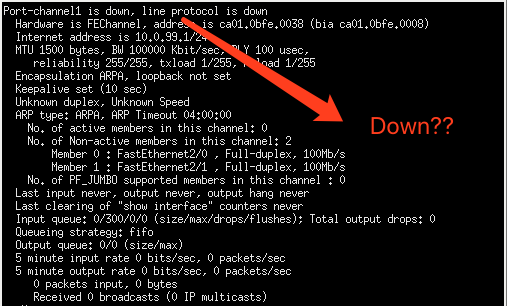 Port-channel1 is down, line protocol is down
Hardware is FEChannel, address is ca01.0bfe.0038 (bia ca01.0bfe.0008)
Internet address is 10.0.99.1/24
MTU 1500 bytes, BW 100000 Kbit/sec, DLY 100 usec,
reliability 255/255, txload 1/255, rxload 1/255
Encapsulation ARPA, loopback not set
Keepalive set (10 sec)
Unknown duplex, Unknown Speed
ARP type: ARPA, ARP Timeout 04:00:00
No. of active members in this channel: 0
No. of Non-active members in this channel: 2
Member 0 : FastEthernet2/0 , Full-duplex, 100Mb/s
Member 1 : FastEthernet2/1 , Full-duplex, 100Mb/s
No. of PF_JUMBO supported members in this channel : 0
Last input never, output never, output hang never
Last clearing of "show interface" counters never
Input queue: 0/300/0/0 (size/max/drops/flushes); Total output drops: 0
Queueing strategy: fifo
Output queue: 0/0 (size/max)
5 minute input rate 0 bits/sec, 0 packets/sec
5 minute output rate 0 bits/sec, 0 packets/sec
0 packets input, 0 bytes
Received 0 broadcasts (0 IP multicasts)
Down??